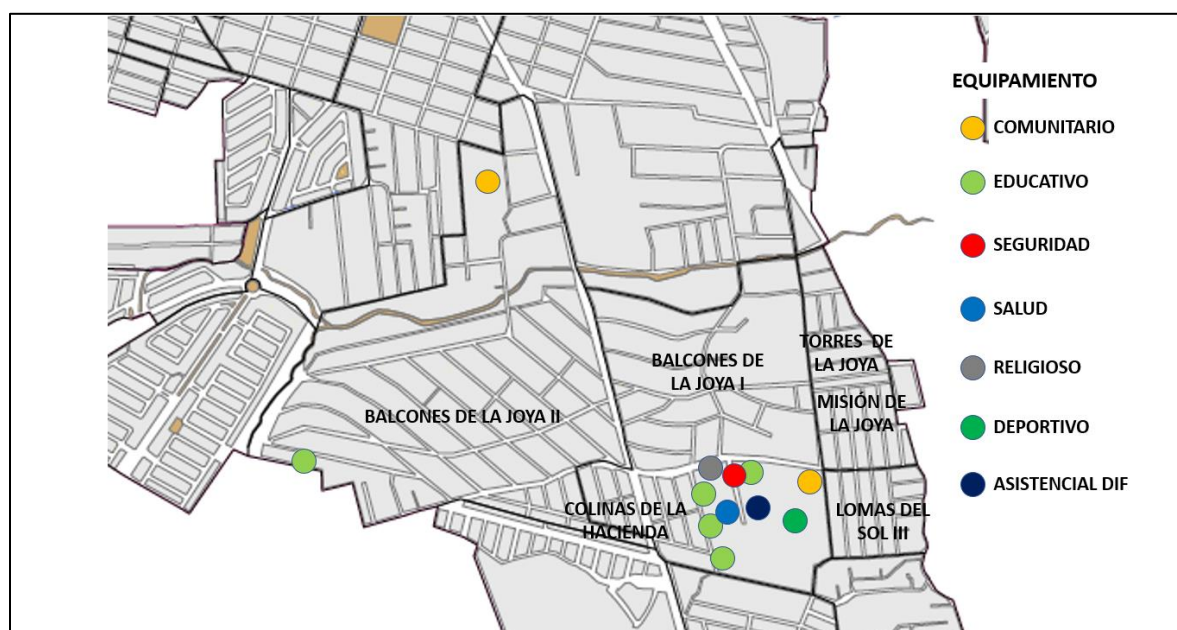 EQUIPAMIENTO
COMUNITARIO
EDUCATIVO
SEGURIDAD
SALUD
RELIGIOSO
DEPORTIVO
ASISTENCIAL DIF
BALCONES DE
LA JOYA I
TORRES DE
LA JOYA
MISIÓN DE
LA JOYA
BALCONES DE LA JOYA II
COLINAS DE LA
HACIENDA
LOMAS DEL
SOL III